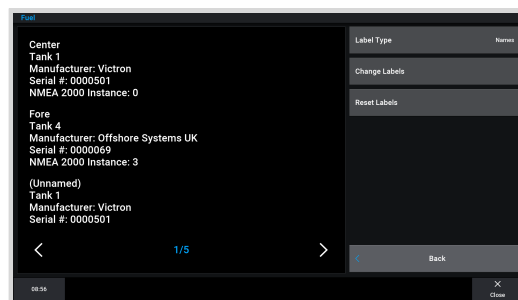 Fuel
Center
Tank 1
Manufacturer: Victron
Serial #: 0000501
NMEA 2000 Instance: 0
Fore
Tank 4
Manufacturer: Offshore Systems UK
Serial #: 0000069
NMEA 2000 Instance: 3
(Unnamed)
Tank 1
Manufacturer: Victron
Serial #: 0000501
1/5
Label Type Names
Change Labels
Reset Labels
Back
08:56
Close